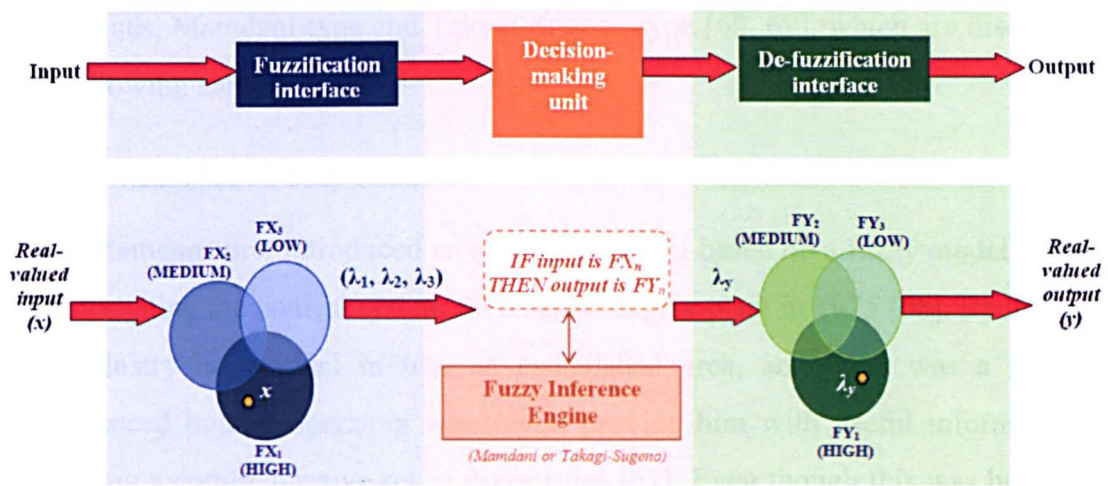 Input
Fuzzification
interface
Decision-
making
unit
De-fuzzification
interface
Output
Real-
valued
input
(x)
FX₃
(LOW)
FX₂
(MEDIUM)
x
FX₁
(HIGH)
(λ₁, λ₂, λ₃)
IF input is FXₙ
THEN output is FYₙ
Fuzzy Inference
Engine
(Mamdani or Takagi-Sugeno)
λy
FY₂
(MEDIUM)
FY₃
(LOW)
λy
FY₁
(HIGH)
Real-
valued
output
(y)